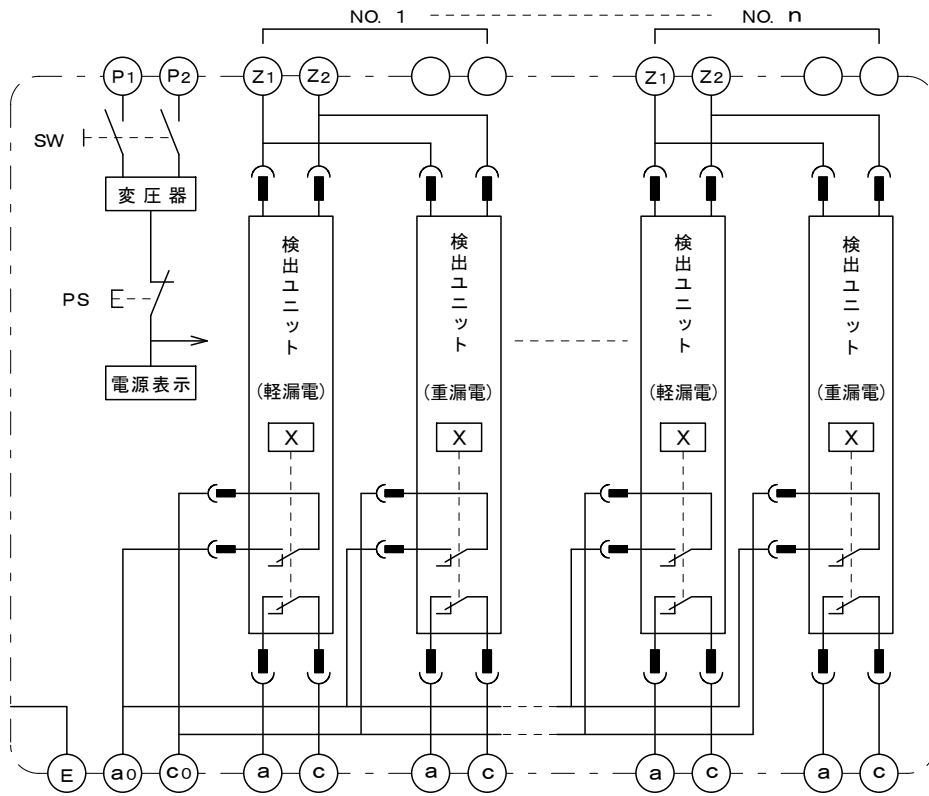 NO. 1
NO. n
P1 P2 Z1 Z2 Z1 Z2
SW
変圧器
PS
電源表示
検出ユニット
(軽漏電)
X
検出ユニット
(重漏電)
X
検出ユニット
(軽漏電)
X
検出ユニット
(重漏電)
X
E a0 c0 a c a c a c a c